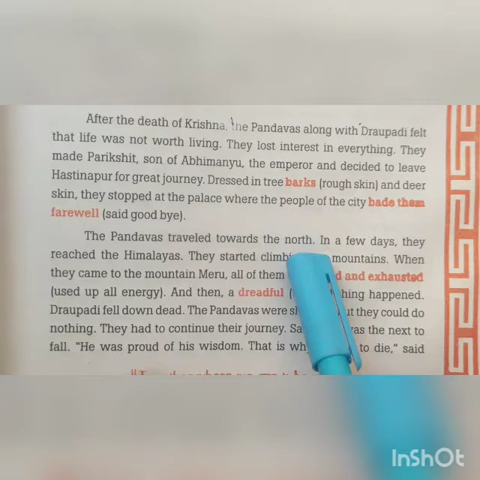 After the death of Krishna, the Pandavas along with Draupadi felt
that life was not worth living. They lost interest in everything. They
made Parikshit, son of Abhimanyu, the emperor and decided to leave
Hastinapur for great journey. Dressed in tree barks (rough skin) and deer
skin, they stopped at the palace where the people of the city bade them
farewell (said good bye).
The Pandavas traveled towards the north. In a few days, they
reached the Himalayas. They started climbi mountains. When
they came to the mountain Meru, all of them d and exhausted
(used up all energy). And then, a dreadful hing happened.
Draupadi fell down dead. The Pandavas were s ut they could do
nothing. They had to continue their journey. Sa as the next to
fall. "He was proud of his wisdom. That is why to die," said
InShOt